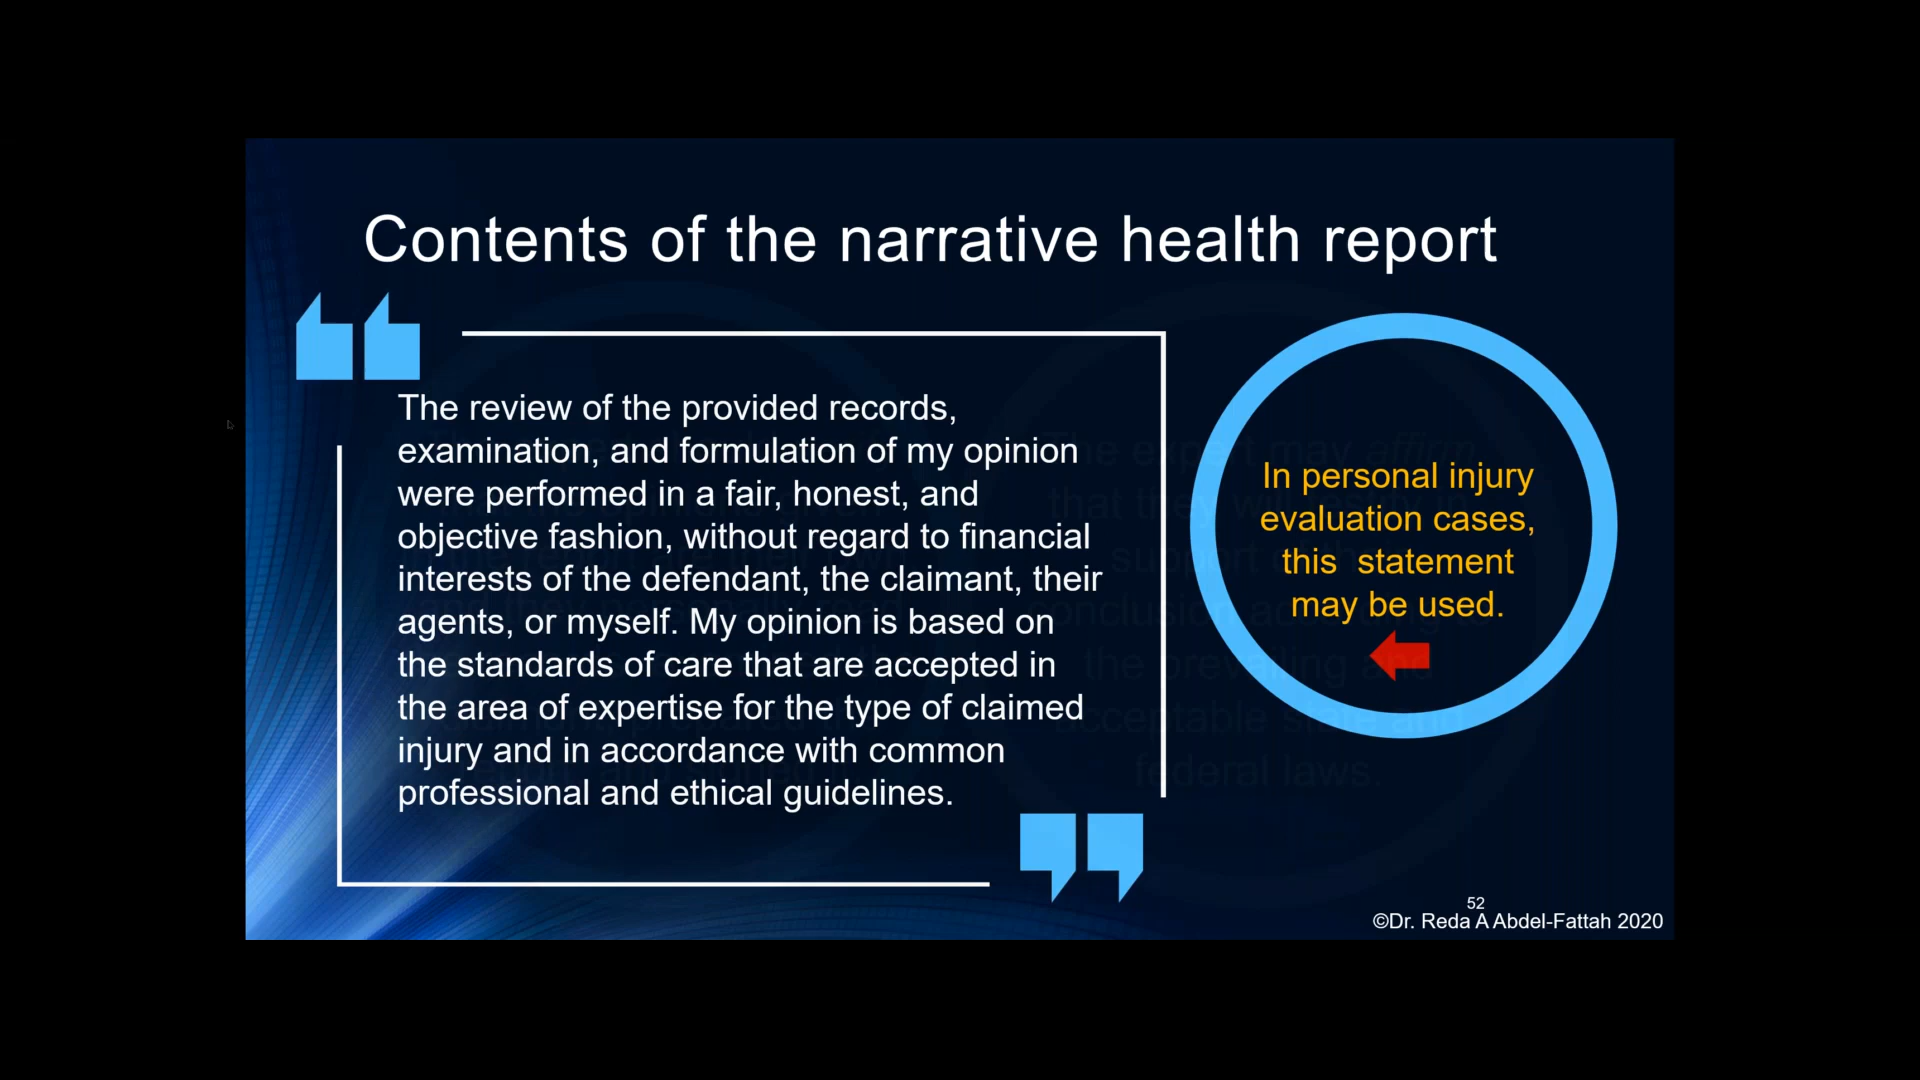 Contents of the narrative health report
The review of the provided records,
examination, and formulation of my opinion
were performed in a fair, honest, and
objective fashion, without regard to financial
interests of the defendant, the claimant, their
agents, or myself. My opinion is based on
the standards of care that are accepted in
the area of expertise for the type of claimed
injury and in accordance with common
professional and ethical guidelines.
In personal injury
evaluation cases,
this statement
may be used.
52
©Dr. Reda A Abdel-Fattah 2020